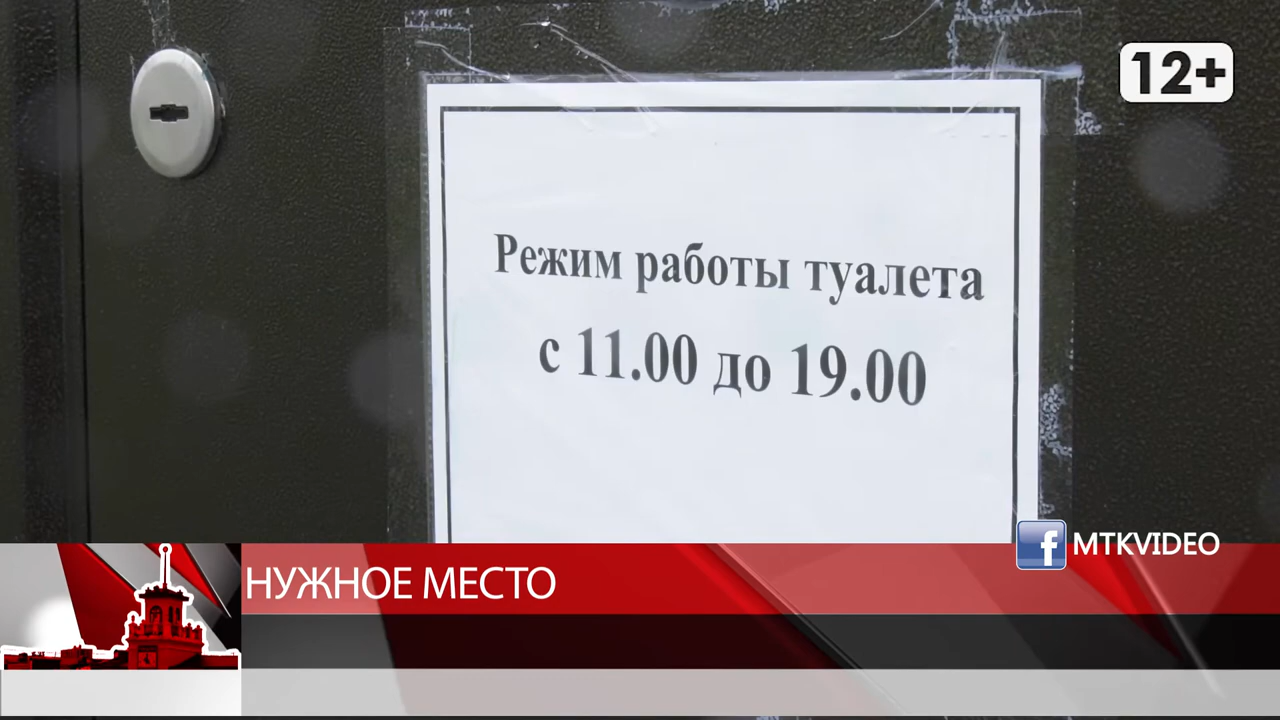 12+
Режим работы туалета
с 11.00 до 19.00
f MTKVIDEO
НУЖНОЕ МЕСТО